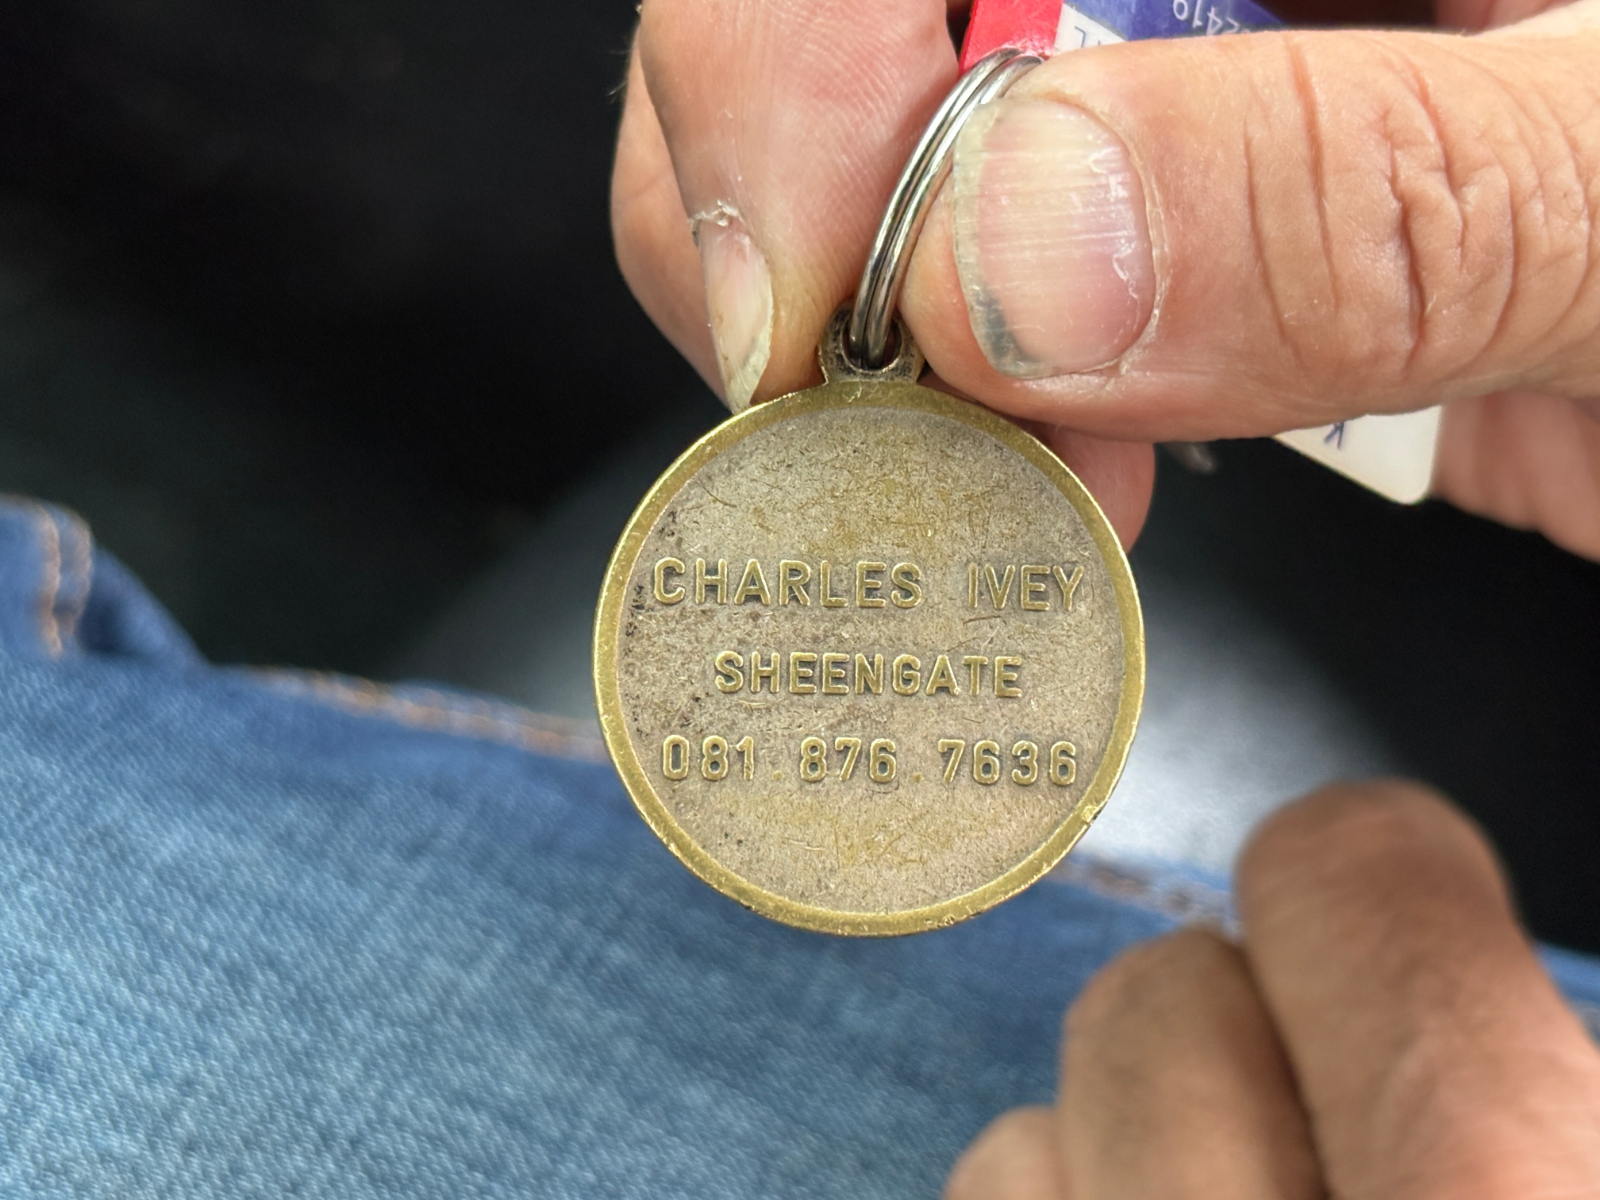 CHARLES IVEY
SHEENGATE
081.876.7636